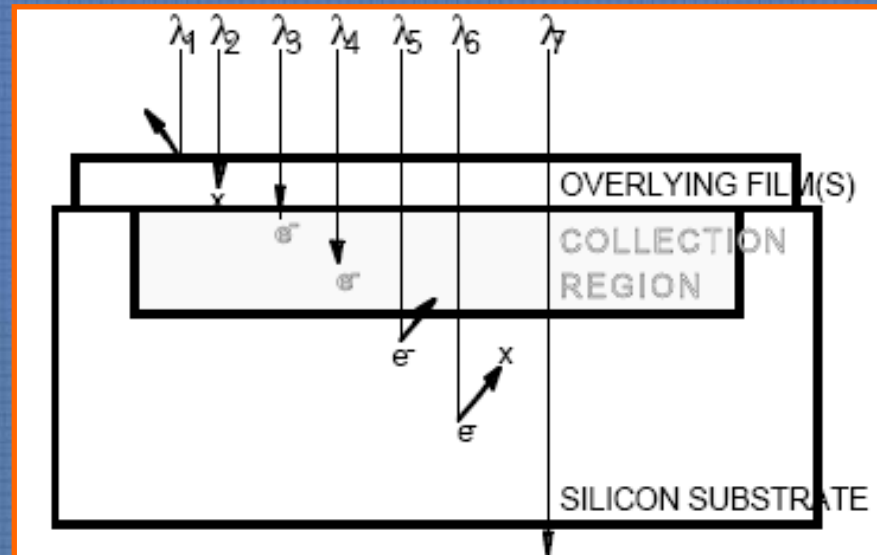 λ1 λ2 λ3 λ4 λ5 λ6 λ7
x
OVERLYING FILM(S)
e-
COLLECTION
e-
REGION
e-
x
e-
SILICON SUBSTRATE